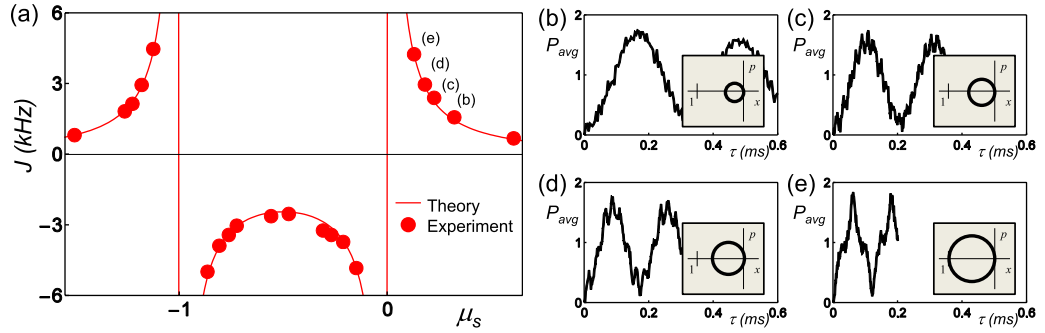 (a)
6
3
0
−3
−6
J (kHz)
−1
0
μs
(e)
(d)
(c)
(b)
Theory
Experiment
(b)
2
Pavg
1
0
0
0.2
0.4
0.6
τ (ms)
p
1
x
(c)
2
Pavg
1
0
0
0.2
0.4
0.6
τ (ms)
p
1
x
(d)
2
Pavg
1
0
0
0.2
0.4
0.6
τ (ms)
p
1
x
(e)
2
Pavg
1
0
0
0.2
0.4
0.6
τ (ms)
p
1
x